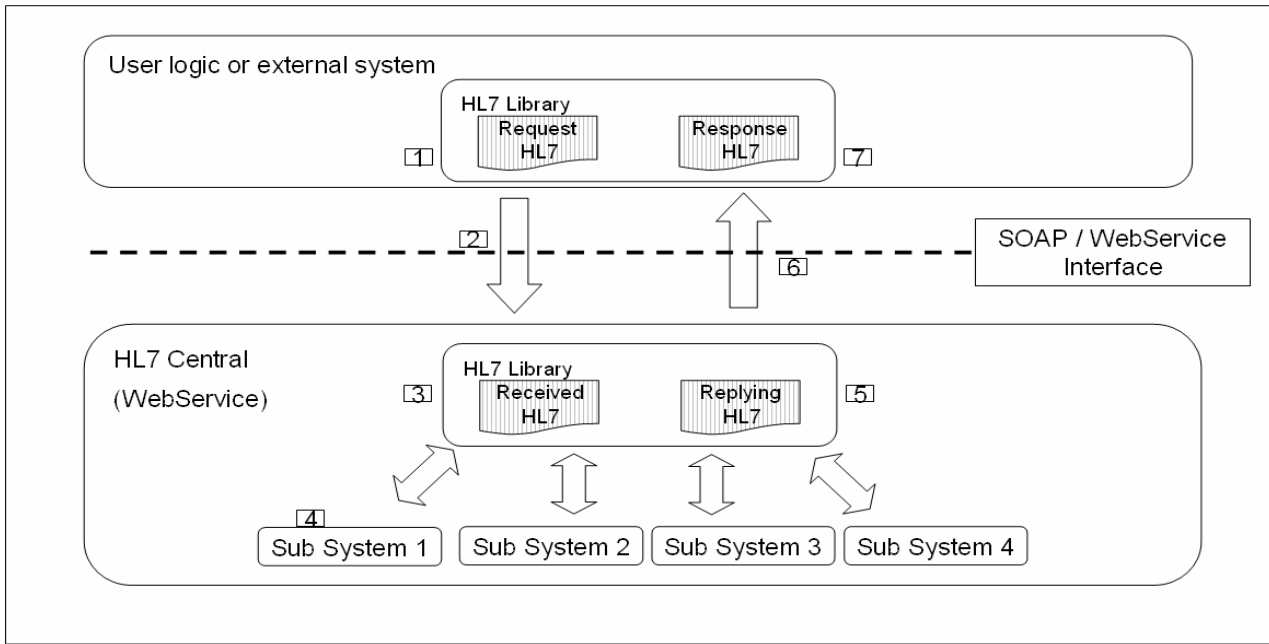 User logic or external system
HL7 Library
Request
HL7
Response
HL7
1
7
2
SOAP / WebService
Interface
6
HL7 Central
(WebService)
HL7 Library
Received
HL7
Replying
HL7
3
5
4
Sub System 1
Sub System 2
Sub System 3
Sub System 4